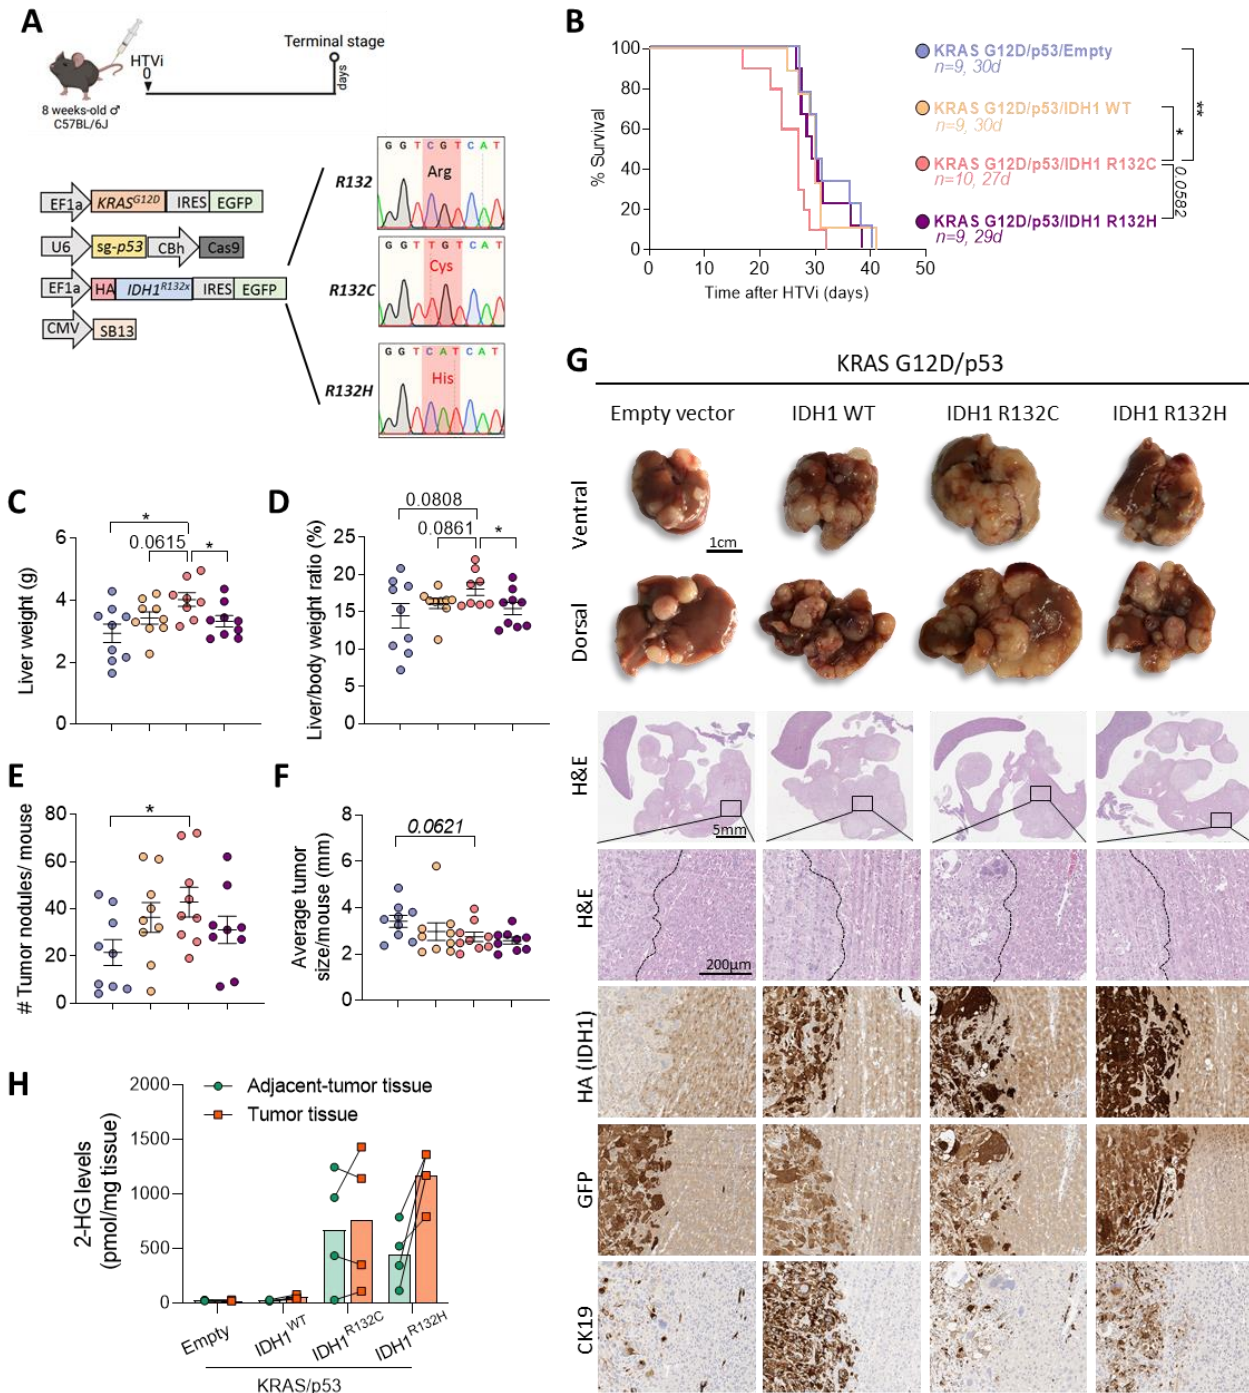 A
HTVi
0
Terminal stage
days
8 weeks-old ♂
C57BL/6J
EF1a KRAS^G12D IRES EGFP
U6 sg-p53 CBh Cas9
EF1a HA IDH1^R132x IRES EGFP
CMV SB13
R132
G G T C G T C A T
Arg
R132C
G G T T G T C A T
Cys
R132H
G G T C A T C A T
His
B
% Survival
100
80
60
40
20
0
0 10 20 30 40 50
Time after HTVi (days)
KRAS G12D/p53/Empty
n=9, 30d
KRAS G12D/p53/IDH1 WT
n=9, 30d
KRAS G12D/p53/IDH1 R132C
n=10, 27d
KRAS G12D/p53/IDH1 R132H
n=9, 29d
*
**
0.0582
C
Liver weight (g)
6
4
2
0
*
0.0615
*
D
Liver/body weight ratio (%)
25
20
15
10
5
0
0.0808
0.0861
*
E
# Tumor nodules/ mouse
80
60
40
20
0
*
F
Average tumor
size/mouse (mm)
8
6
4
2
0
0.0621
G
KRAS G12D/p53
Empty vector IDH1 WT IDH1 R132C IDH1 R132H
Ventral
1cm
Dorsal
H&E
5mm
H&E
200µm
HA (IDH1)
GFP
CK19
H
2-HG levels
(pmol/mg tissue)
2000
1500
1000
500
0
Adjacent-tumor tissue
Tumor tissue
Empty IDH1^WT IDH1^R132C IDH1^R132H
KRAS/p53